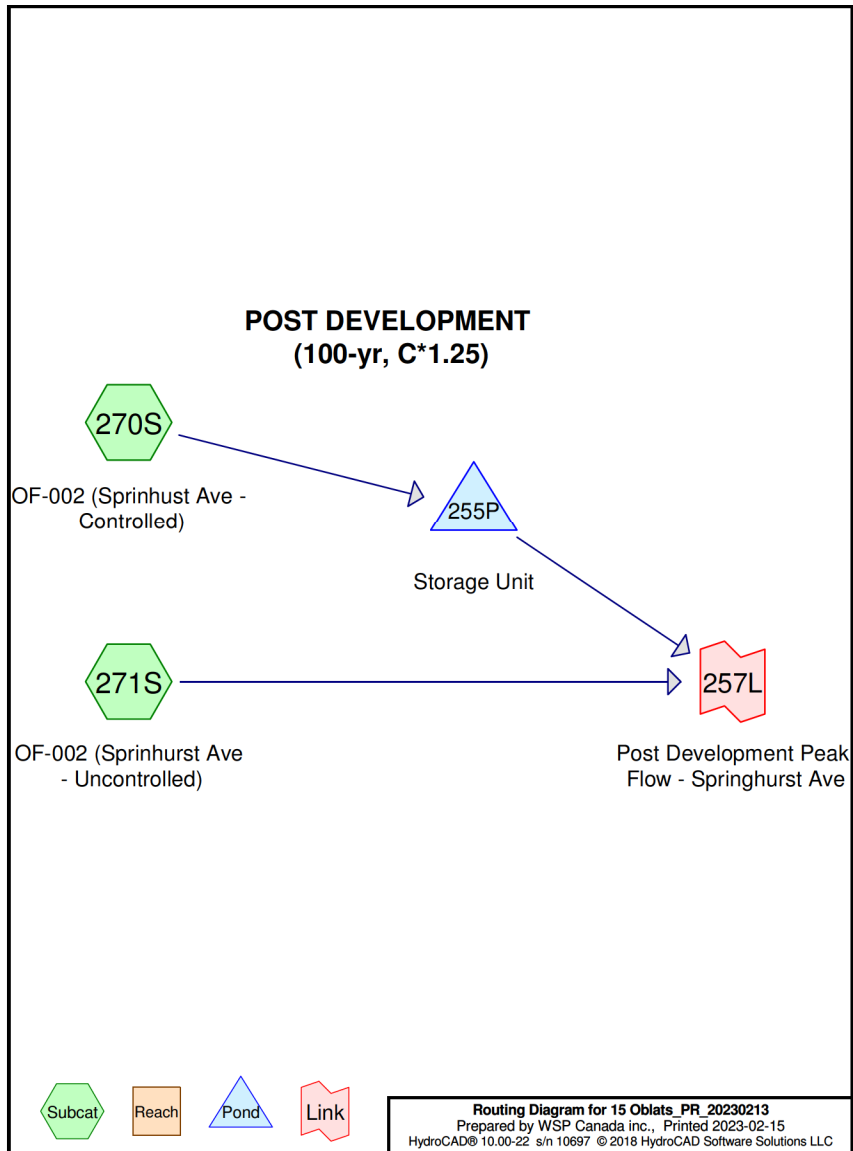 POST DEVELOPMENT
(100-yr, C*1.25)
270S
OF-002 (Sprinhust Ave -
Controlled)
255P
Storage Unit
271S
OF-002 (Sprinhurst Ave
- Uncontrolled)
257L
Post Development Peak
Flow - Springhurst Ave
Subcat
Reach
Pond
Link
Routing Diagram for 15 Oblats_PR_20230213
Prepared by WSP Canada inc., Printed 2023-02-15
HydroCAD® 10.00-22 s/n 10697 © 2018 HydroCAD Software Solutions LLC